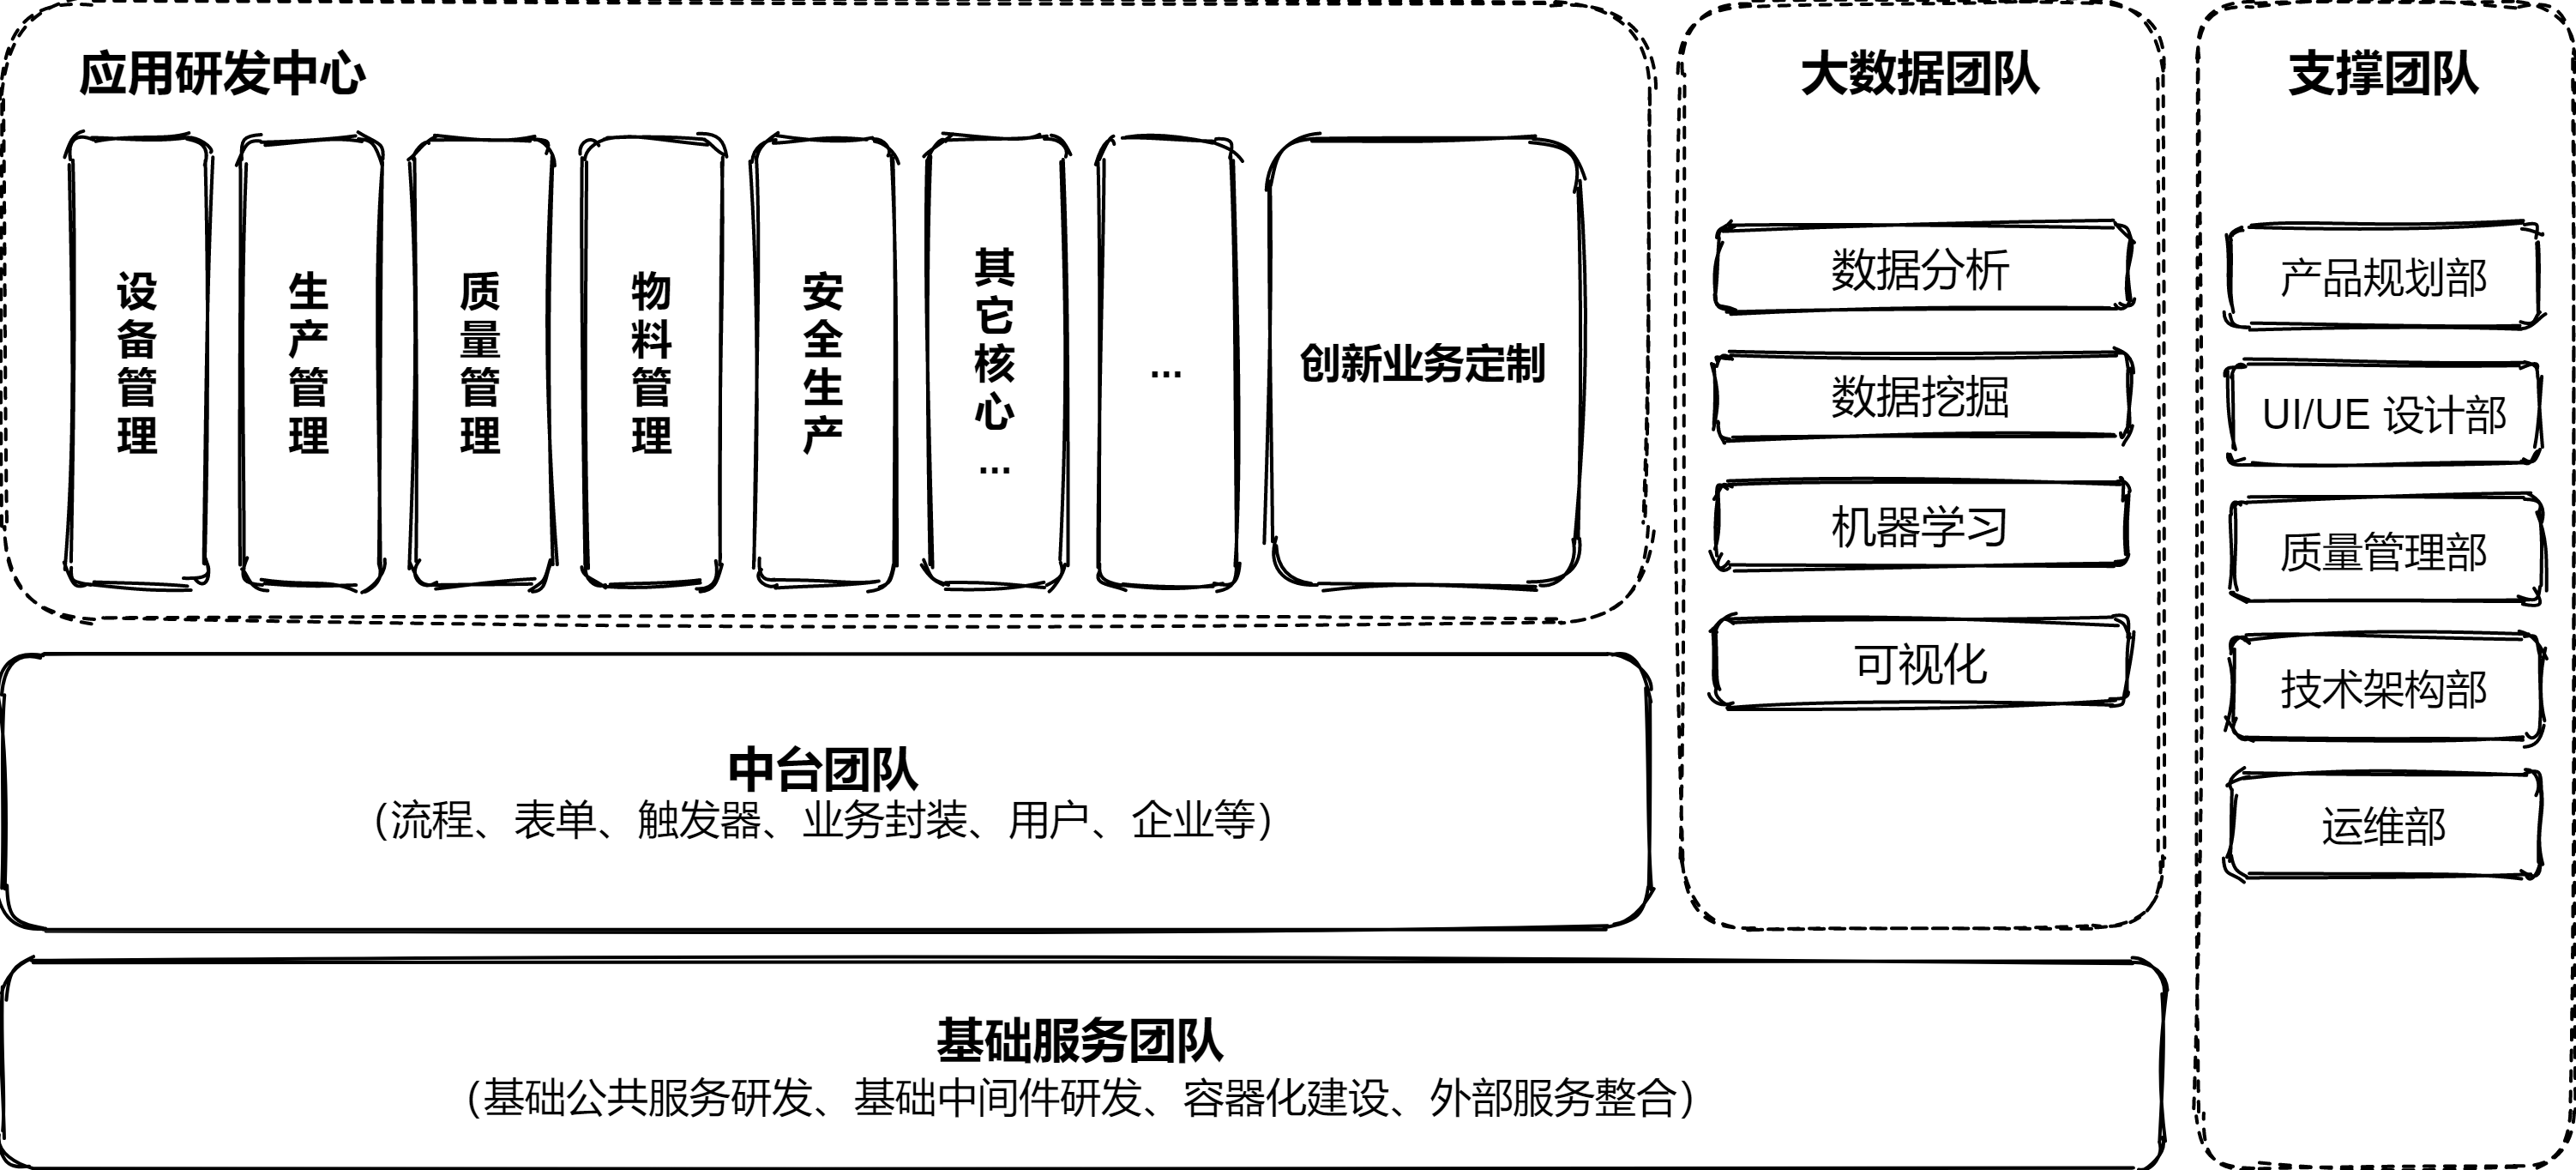 应用研发中心
设备管理
生产管理
质量管理
物料管理
安全生产
其它核心...
...
创新业务定制
中台团队
（流程、表单、触发器、业务封装、用户、企业等）
基础服务团队
（基础公共服务研发、基础中间件研发、容器化建设、外部服务整合）
大数据团队
数据分析
数据挖掘
机器学习
可视化
支撑团队
产品规划部
UI/UE 设计部
质量管理部
技术架构部
运维部